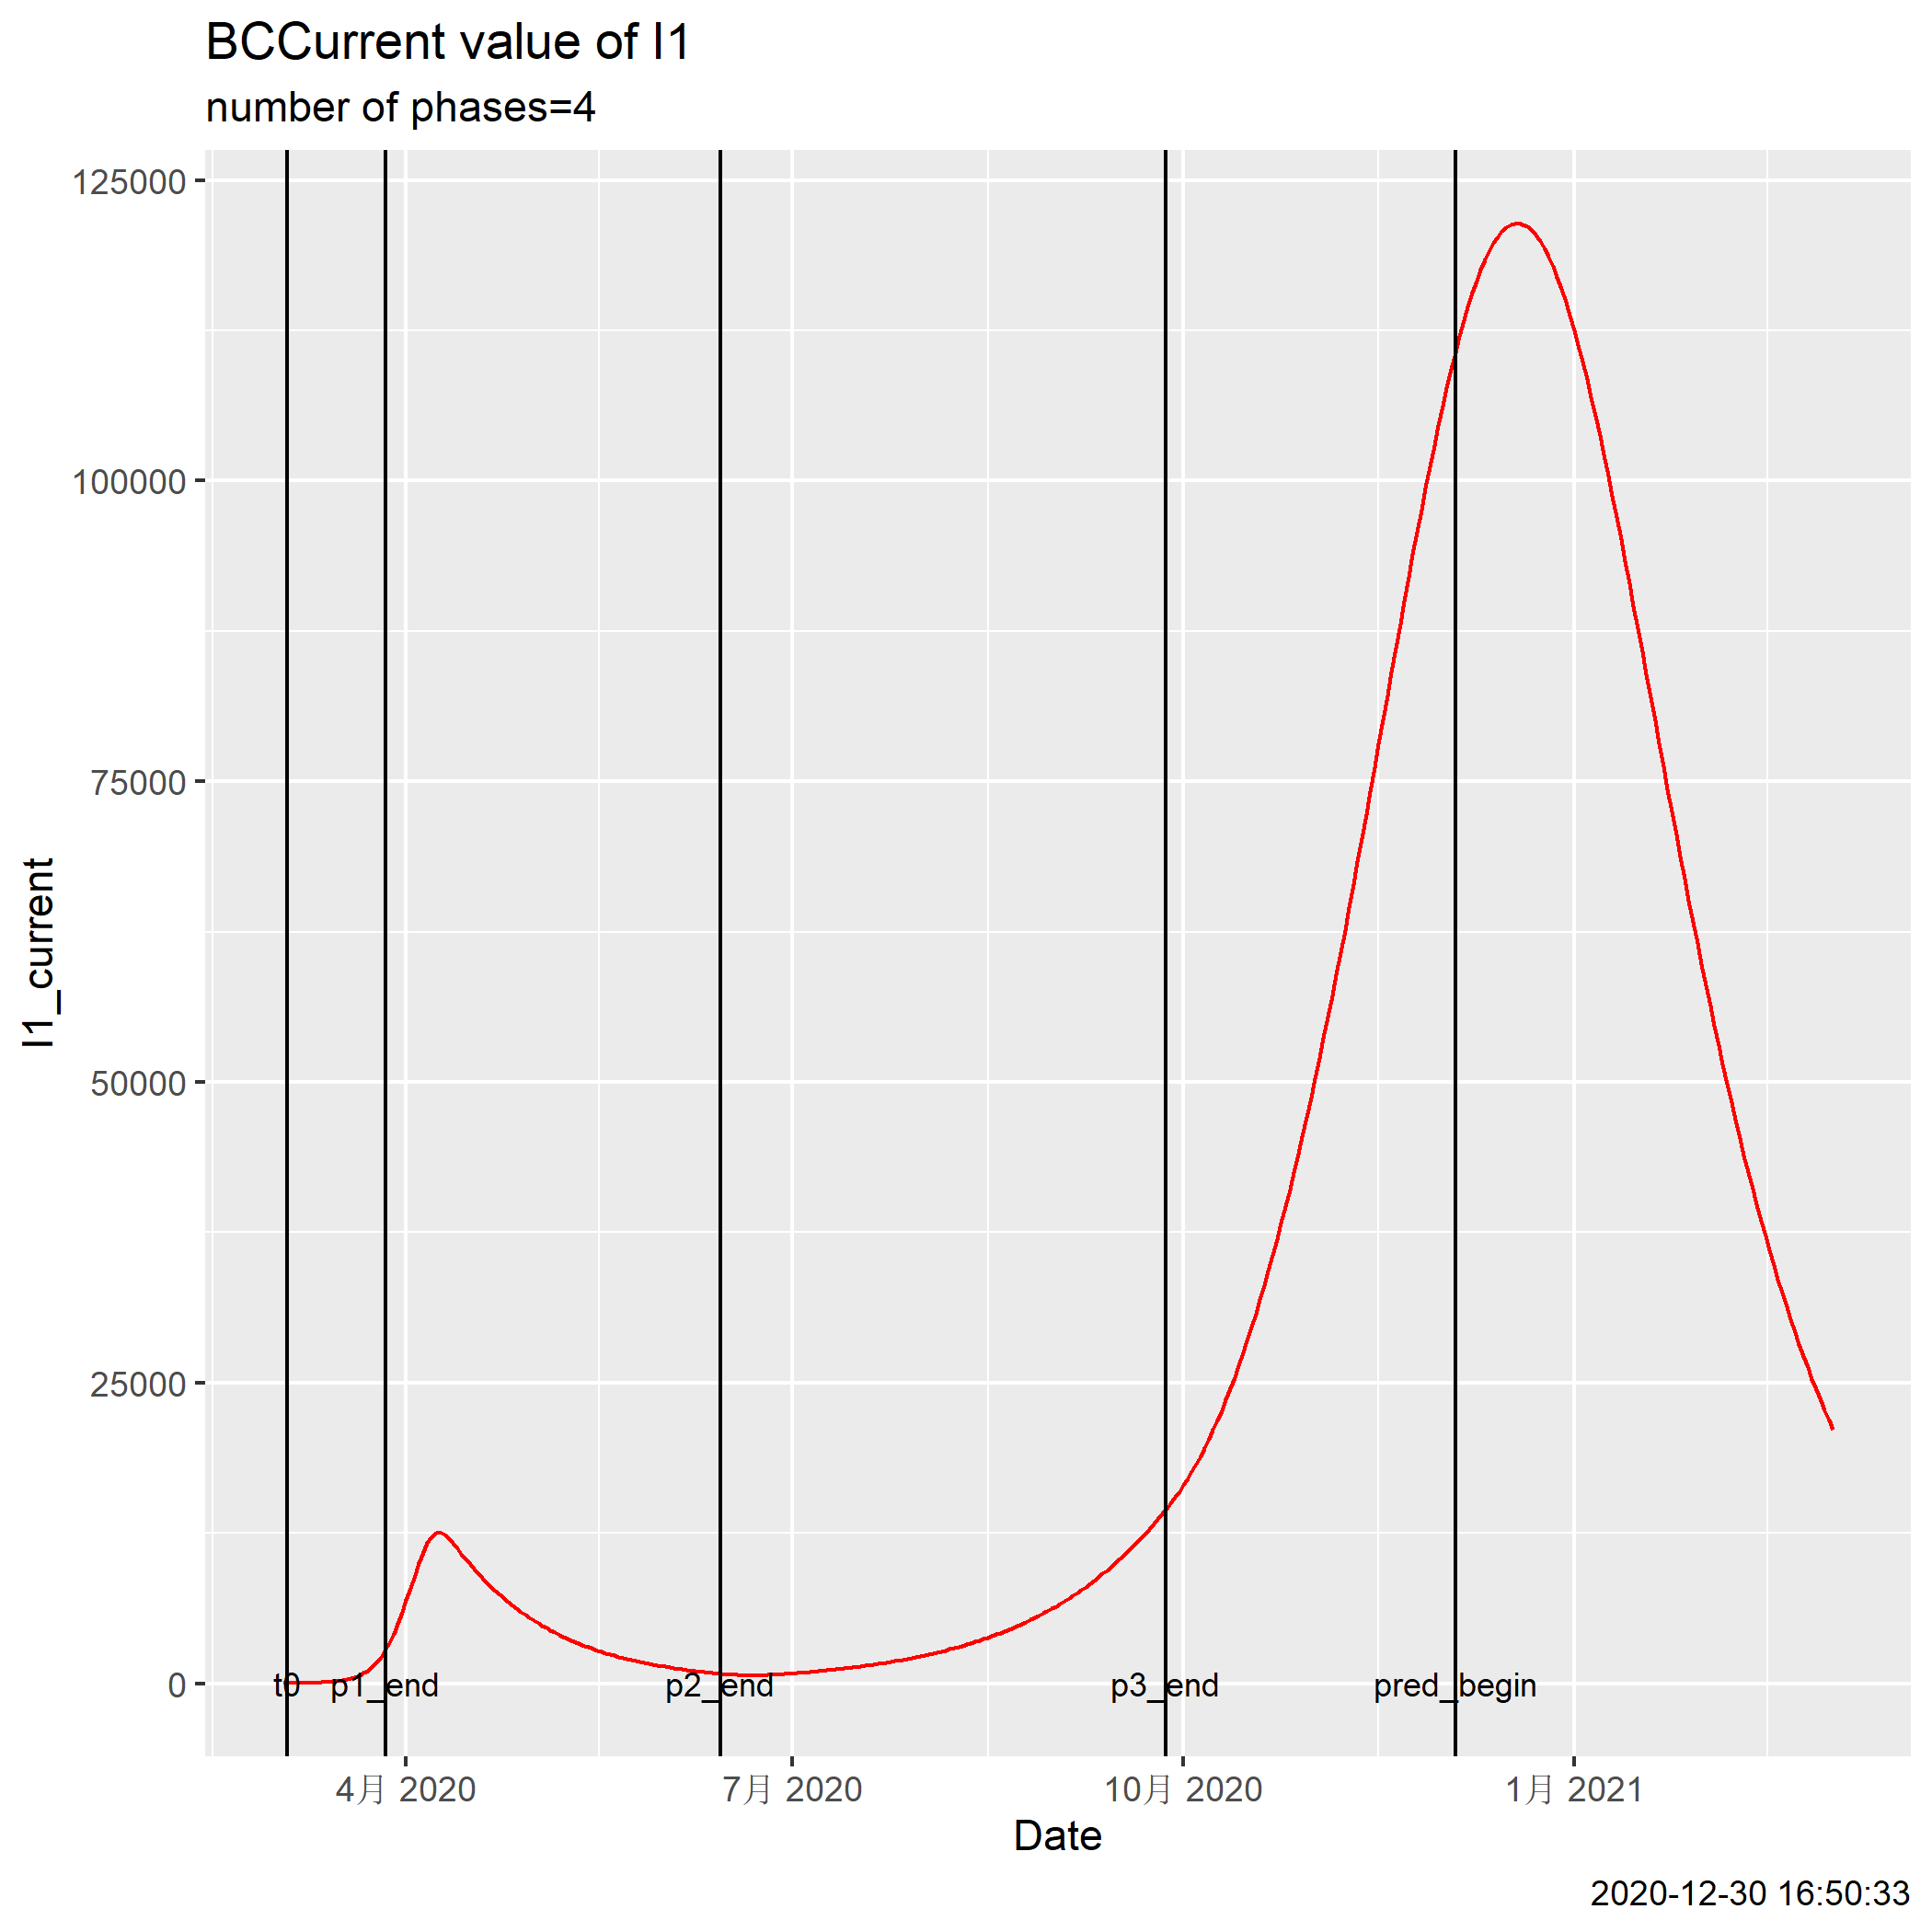 BCCurrent value of I1
number of phases=4
125000
100000
75000
50000
25000
0
I1_current
t0 p1_end p2_end p3_end pred_begin
4月 2020 7月 2020 10月 2020 1月 2021
Date
2020-12-30 16:50:33